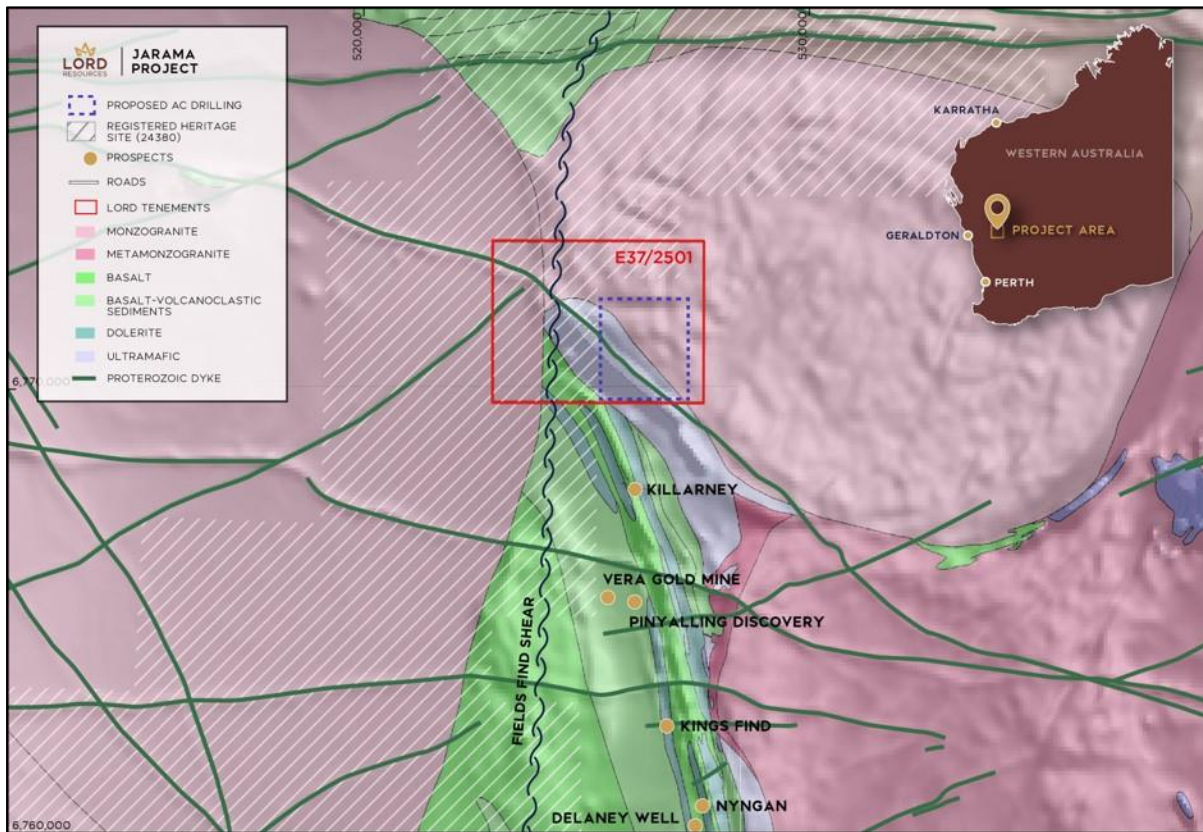 LORD
RESOURCES
JARAMA
PROJECT
PROPOSED AC DRILLING
REGISTERED HERITAGE
SITE (24380)
PROSPECTS
ROADS
LORD TENEMENTS
MONZOGRANITE
METAMONZOGRANITE
BASALT
BASALT-VOLCANOCLASTIC
SEDIMENTS
DOLERITE
ULTRAMAFIC
PROTEROZOIC DYKE
520,000
530,000
KARRATHA
WESTERN AUSTRALIA
PROJECT AREA
GERALDTON
PERTH
E37/2501
6,770,000
KILLARNEY
VERA GOLD MINE
PINYALLING DISCOVERY
FIELDS FIND SHEAR
KINGS FIND
NYNGAN
DELANEY WELL
6,760,000